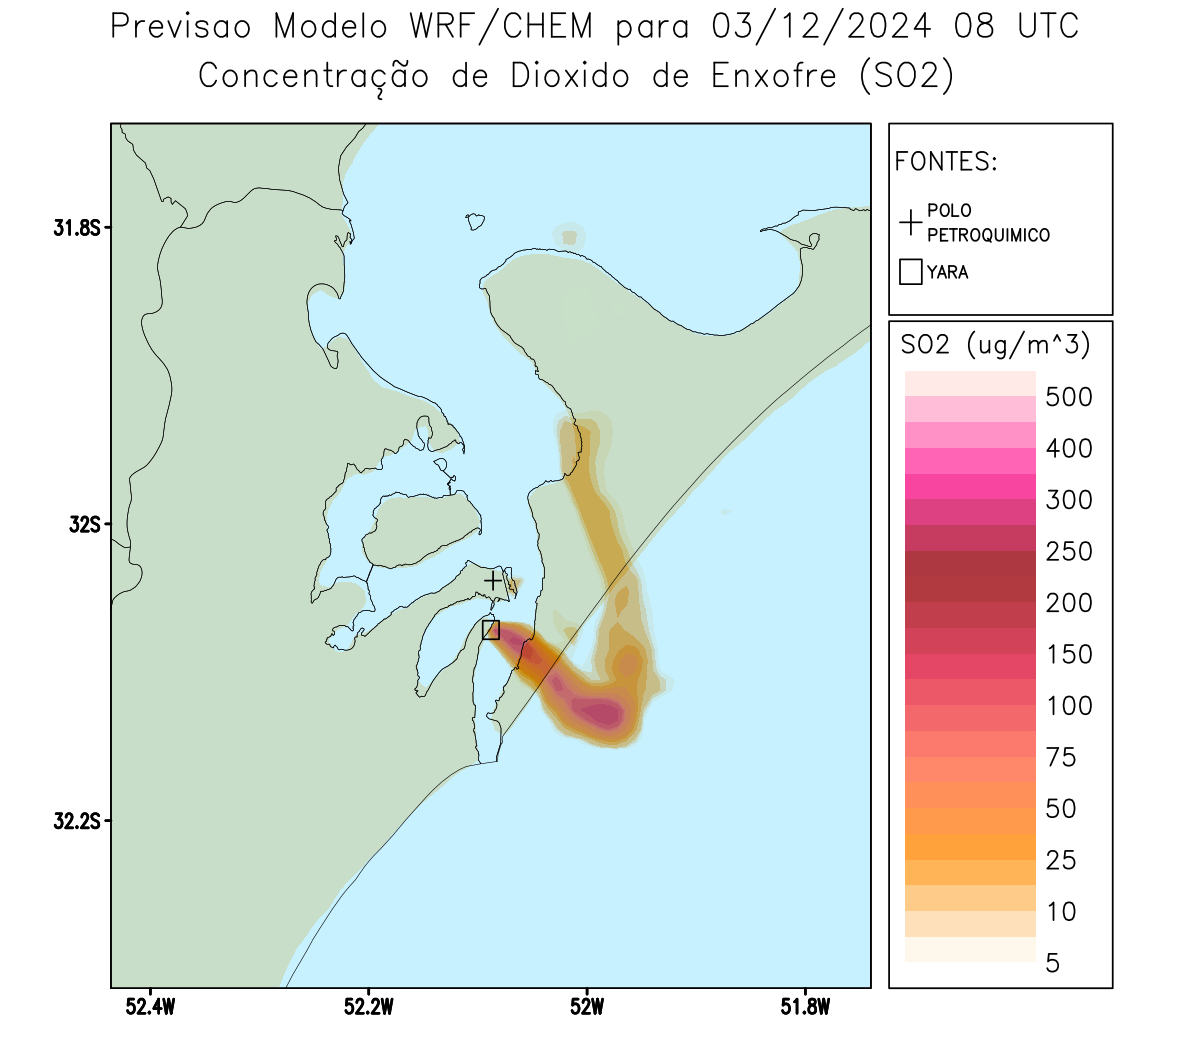 Previsao Modelo WRF/CHEM para 03/12/2024 08 UTC
Concentração de Dioxido de Enxofre (SO2)
FONTES:
POLO
PETROQUIMICO
YARA
SO2 (ug/m^3)
500
400
300
250
200
150
100
75
50
25
10
5
31.8S
32S
32.2S
52.4W
52.2W
52W
51.8W